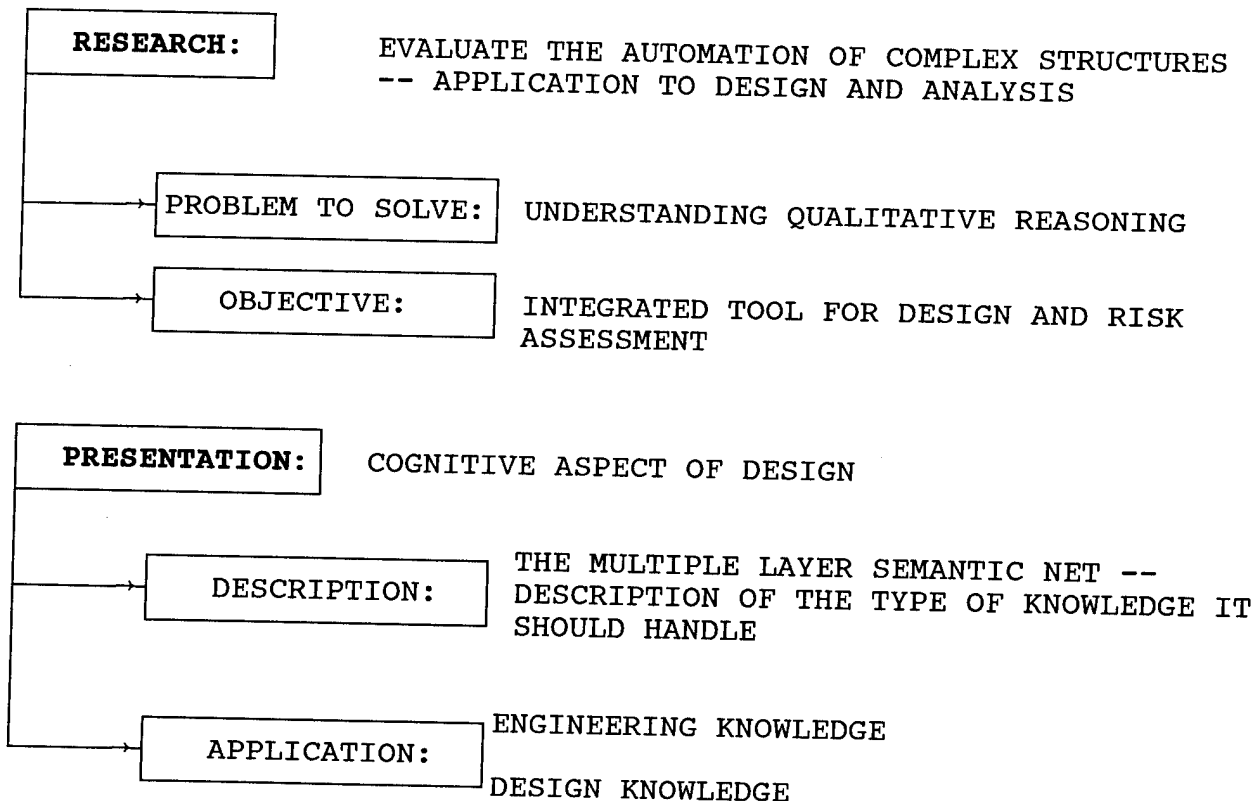 RESEARCH: EVALUATE THE AUTOMATION OF COMPLEX STRUCTURES
-- APPLICATION TO DESIGN AND ANALYSIS
PROBLEM TO SOLVE: UNDERSTANDING QUALITATIVE REASONING
OBJECTIVE: INTEGRATED TOOL FOR DESIGN AND RISK
ASSESSMENT
PRESENTATION: COGNITIVE ASPECT OF DESIGN
DESCRIPTION: THE MULTIPLE LAYER SEMANTIC NET --
DESCRIPTION OF THE TYPE OF KNOWLEDGE IT
SHOULD HANDLE
APPLICATION: ENGINEERING KNOWLEDGE
DESIGN KNOWLEDGE